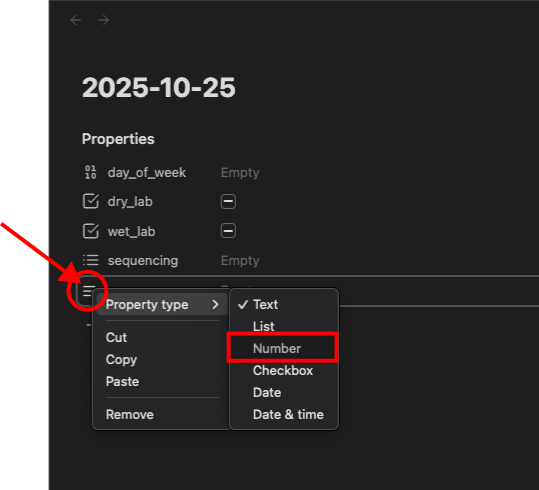 2025-10-25
Properties
day_of_week Empty
dry_lab
wet_lab
sequencing Empty
Property type
Text
List
Number
Checkbox
Date
Date & time
Cut
Copy
Paste
Remove